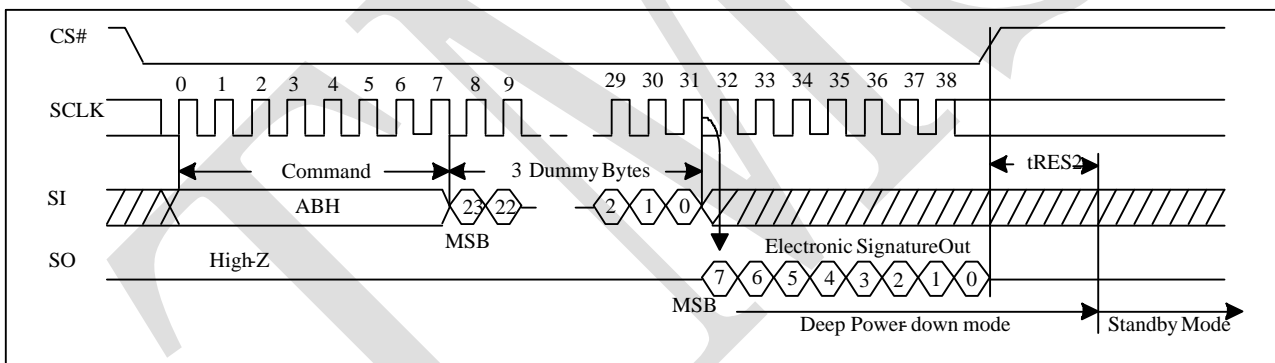 CS#
0 1 2 3 4 5 6 7 8 9 29 30 31 32 33 34 35 36 37 38
SCLK
Command 3 Dummy Bytes tRES2
SI ABH 23 22 2 1 0
MSB
SO High-Z Electronic Signature Out
7 6 5 4 3 2 1 0
MSB
Deep Power-down mode Standby Mode